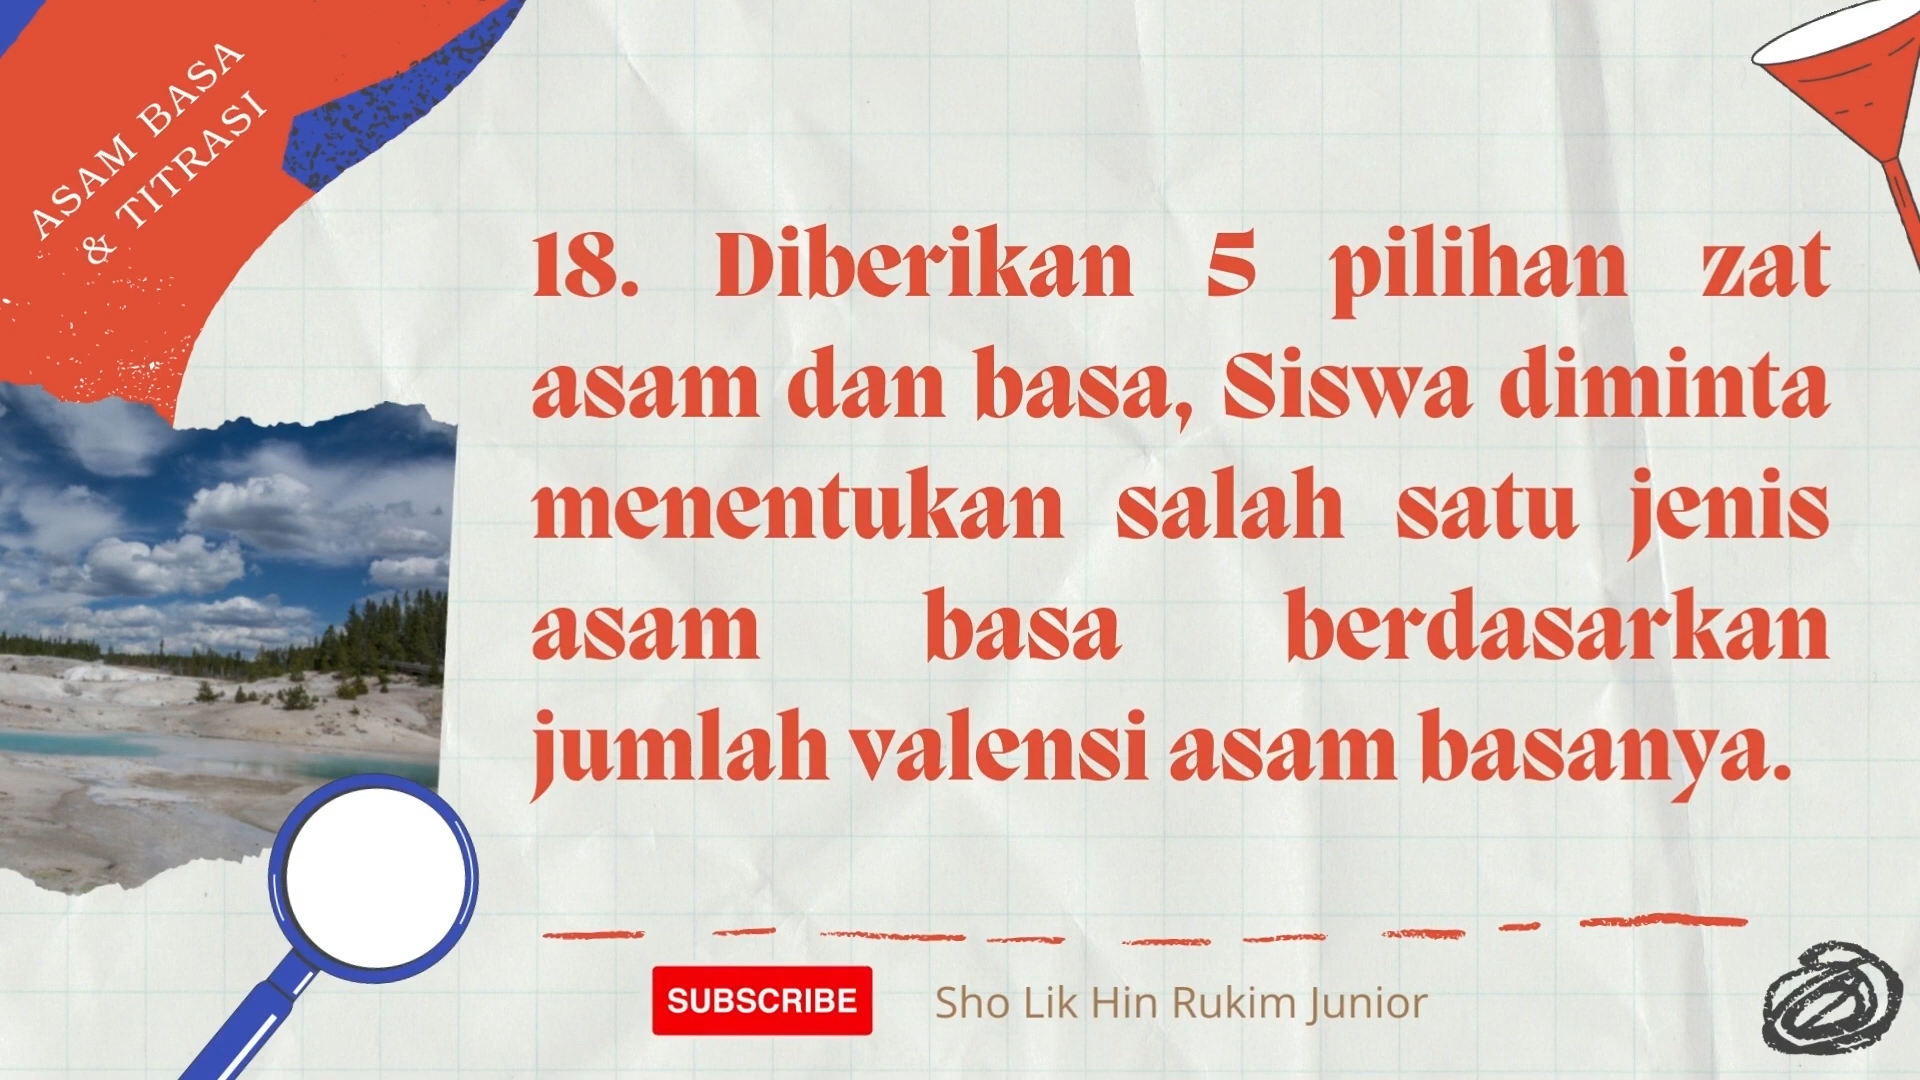 ASAM BASA
& TITRASI
18. Diberikan 5 pilihan zat
asam dan basa, Siswa diminta
menentukan salah satu jenis
asam basa berdasarkan
jumlah valensi asam basanya.
SUBSCRIBE
Sho Lik Hin Rukim Junior